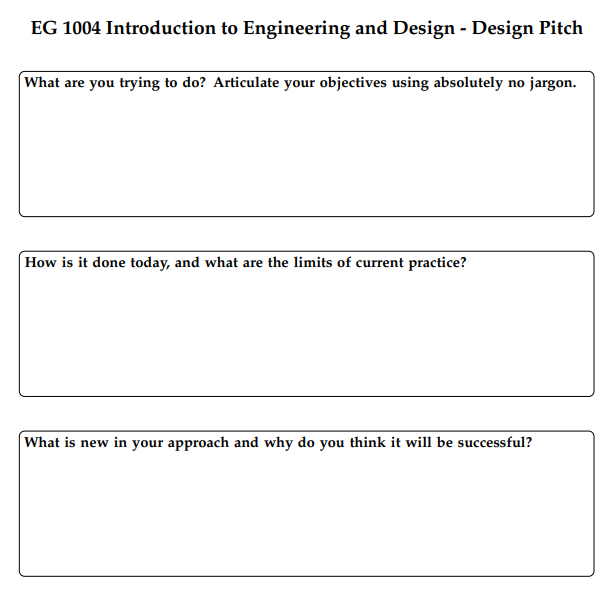 EG 1004 Introduction to Engineering and Design - Design Pitch
What are you trying to do? Articulate your objectives using absolutely no jargon.
How is it done today, and what are the limits of current practice?
What is new in your approach and why do you think it will be successful?